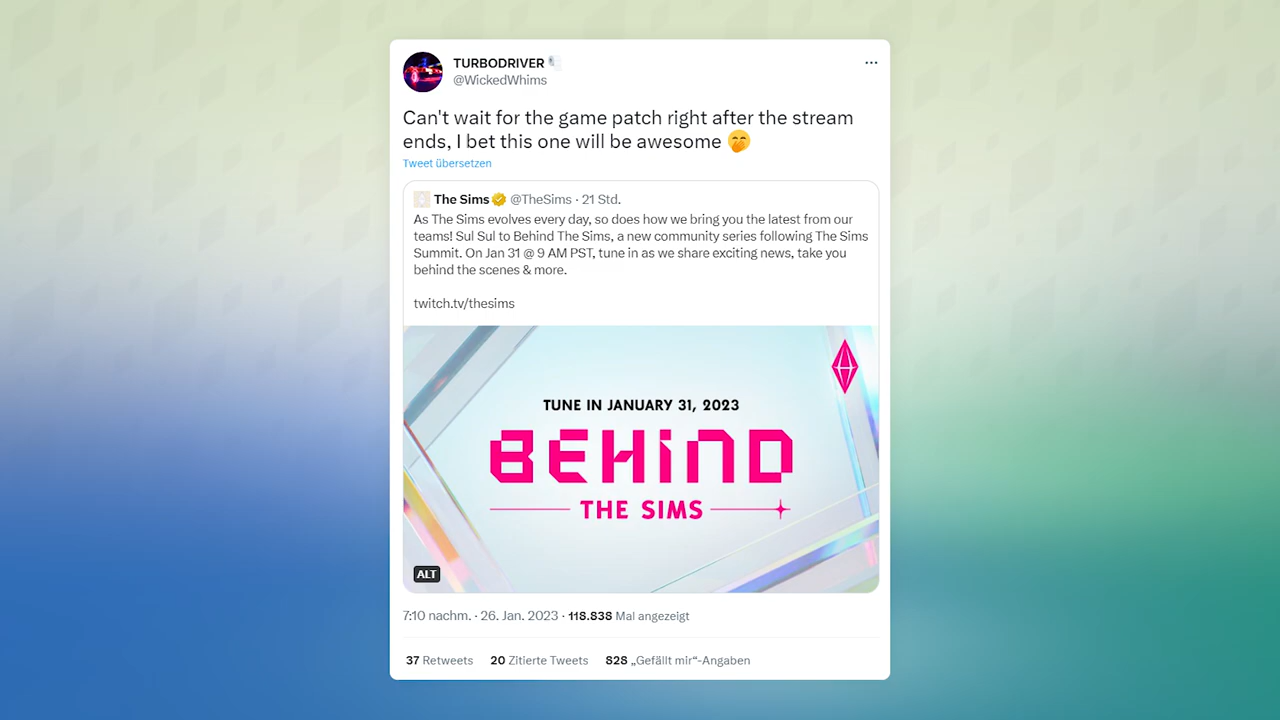 TURBODRIVER
@WickedWhims
Can't wait for the game patch right after the stream
ends, I bet this one will be awesome 🤭
Tweet übersetzen
The Sims @TheSims · 21 Std.
As The Sims evolves every day, so does how we bring you the latest from our
teams! Sul Sul to Behind The Sims, a new community series following The Sims
Summit. On Jan 31 @ 9 AM PST, tune in as we share exciting news, take you
behind the scenes & more.
twitch.tv/thesims
TUNE IN JANUARY 31, 2023
BEHIND
THE SIMS
ALT
7:10 nachm. · 26. Jan. 2023 · 118.838 Mal angezeigt
37 Retweets 20 Zitierte Tweets 828 „Gefällt mir“-Angaben